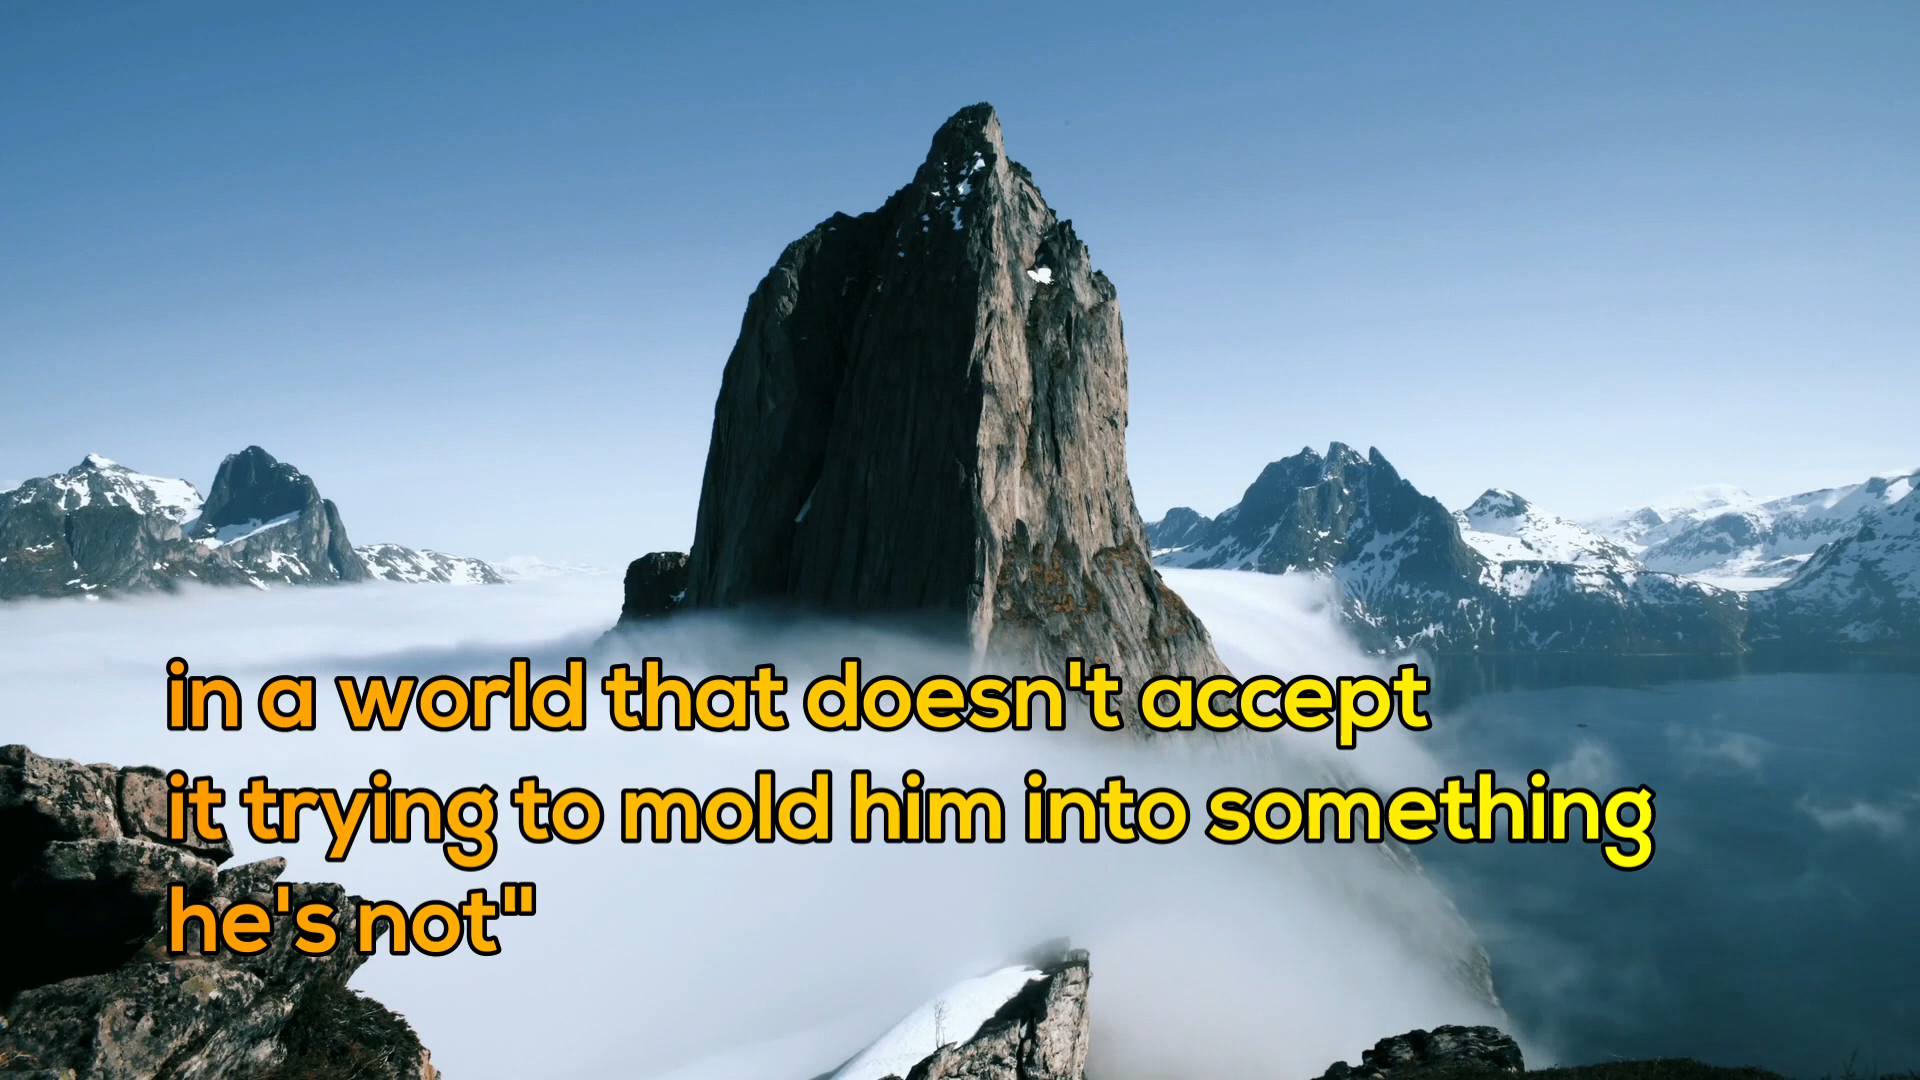 in a world that doesn't accept
it trying to mold him into something
he's not"